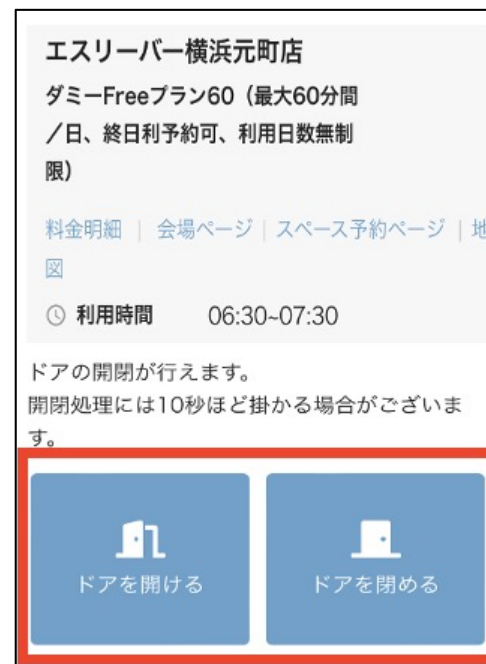 エスリーバー横浜元町店
ダミーFreeプラン60（最大60分間
／日、終日利予約可、利用日数無制
限）
料金明細 | 会場ページ | スペース予約ページ | 地
図
利用時間 06:30~07:30
ドアの開閉が行えます。
開閉処理には10秒ほど掛かる場合がございま
す。
ドアを開ける ドアを閉める